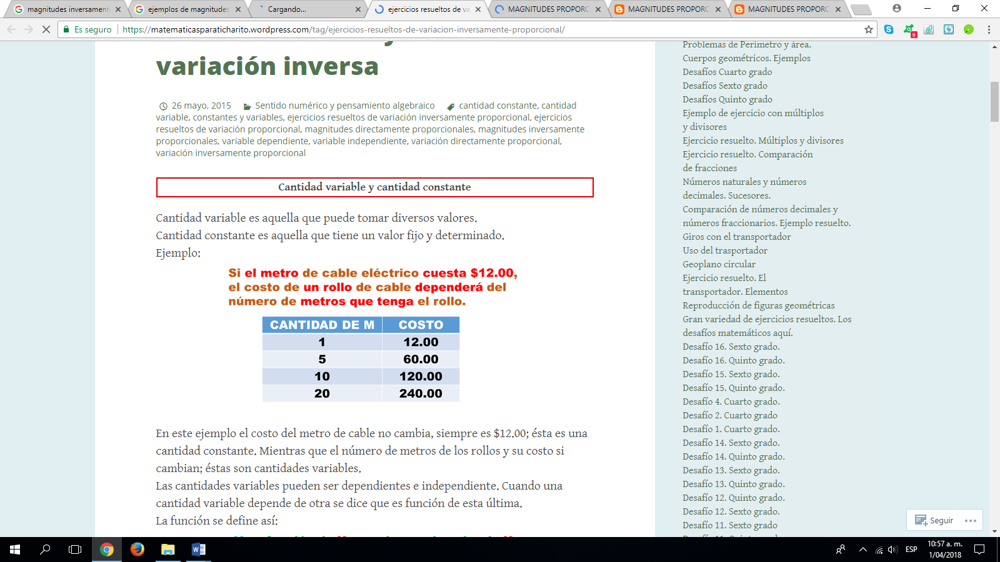 magnitudes inversament
ejemplos de magnitudes
Cargando...
ejercicios resueltos de va
MAGNITUDES PROPORC
MAGNITUDES PROPORC
MAGNITUDES PROPORC
Es seguro
https://matematicasparaticharito.wordpress.com/tag/ejercicios-resueltos-de-variacion-inversamente-proporcional/
9
variación inversa
26 mayo, 2015 Sentido numérico y pensamiento algebraico cantidad constante, cantidad
variable, constantes y variables, ejercicios resueltos de variación inversamente proporcional, ejercicios
resueltos de variación proporcional, magnitudes directamente proporcionales, magnitudes inversamente
proporcionales, variable dependiente, variable independiente, variación directamente proporcional,
variación inversamente proporcional
Cantidad variable y cantidad constante
Cantidad variable es aquella que puede tomar diversos valores.
Cantidad constante es aquella que tiene un valor fijo y determinado.
Ejemplo:
Si el metro de cable eléctrico cuesta $12.00,
el costo de un rollo de cable dependerá del
número de metros que tenga el rollo.
CANTIDAD DE M COSTO
1 12.00
5 60.00
10 120.00
20 240.00
En este ejemplo el costo del metro de cable no cambia, siempre es $12.00; ésta es una
cantidad constante. Mientras que el número de metros de los rollos y su costo si
cambian; éstas son cantidades variables.
Las cantidades variables pueden ser dependientes e independiente. Cuando una
cantidad variable depende de otra se dice que es función de esta última.
La función se define así:
Problemas de Perímetro y área.
Cuerpos geométricos. Ejemplos
Desafíos Cuarto grado
Desafíos Sexto grado
Desafíos Quinto grado
Ejemplo de ejercicio con múltiplos
y divisores
Ejercicio resuelto. Múltiplos y divisores
Ejercicio resuelto. Comparación
de fracciones
Números naturales y números
decimales. Sucesores.
Comparación de números decimales y
números fraccionarios. Ejemplo resuelto.
Giros con el transportador
Uso del trasportador
Geoplano circular
Ejercicio resuelto. El
transportador. Elementos
Reproducción de figuras geométricas
Gran variedad de ejercicios resueltos. Los
desafíos matemáticos aquí.
Desafío 16. Sexto grado.
Desafío 16. Quinto grado.
Desafío 15. Sexto grado.
Desafío 15. Quinto grado.
Desafío 4. Cuarto grado.
Desafío 2. Cuarto grado
Desafío 1. Cuarto grado.
Desafío 14. Sexto grado.
Desafío 14. Quinto grado.
Desafío 13. Sexto grado.
Desafío 13. Quinto grado.
Desafío 12. Quinto grado.
Desafío 12. Sexto grado.
Desafío 11. Sexto grado
Seguir
ESP
10:57 a. m.
1/04/2018